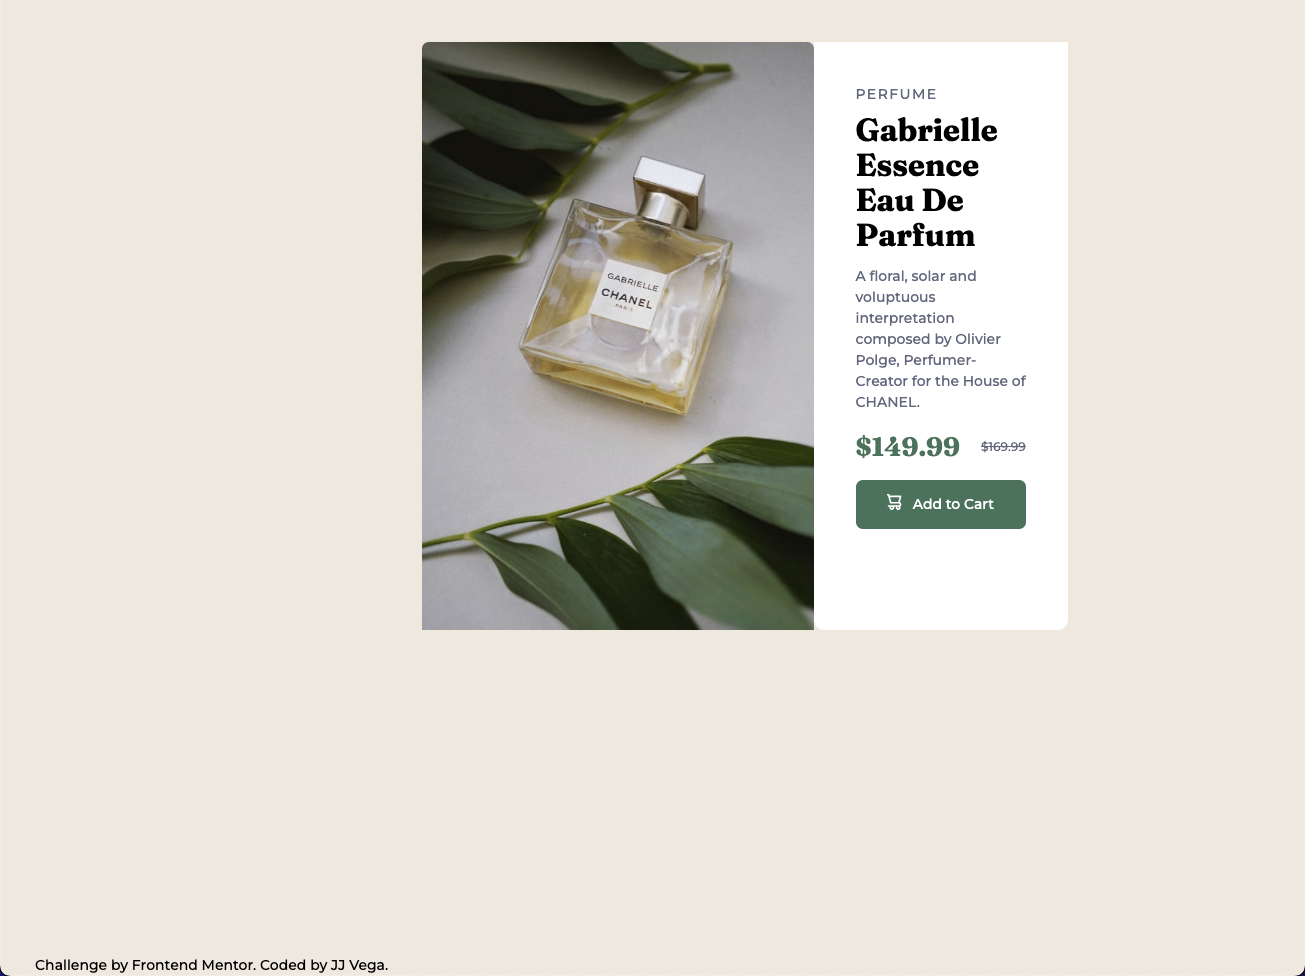 GABRIELLE
CHANEL
PARIS
PERFUME
Gabrielle
Essence
Eau De
Parfum
A floral, solar and
voluptuous
interpretation
composed by Olivier
Polge, Perfumer-
Creator for the House of
CHANEL.
$149.99 $169.99
Add to Cart
Challenge by Frontend Mentor. Coded by JJ Vega.